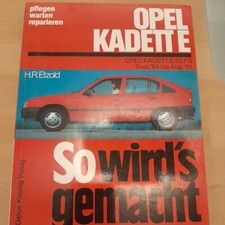 pflegen
warten
reparieren
OPEL
KADETT E
OPEL KADETT E 55 PS
Sept. '84 bis Aug. '91
H.R. Etzold
So wird's
gemacht
Delius Klasing Verlag